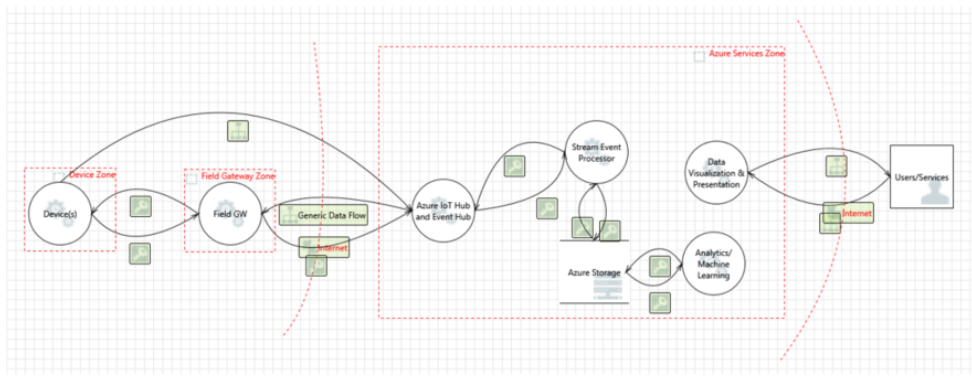 Azure Services Zone
Device Zone
Field Gateway Zone
Device(s)
Field GW
Generic Data Flow
Internet
Azure IoT Hub
and Event Hub
Stream Event
Processor
Azure Storage
Analytics/
Machine
Learning
Data
Visualization &
Presentation
Internet
Users/Services